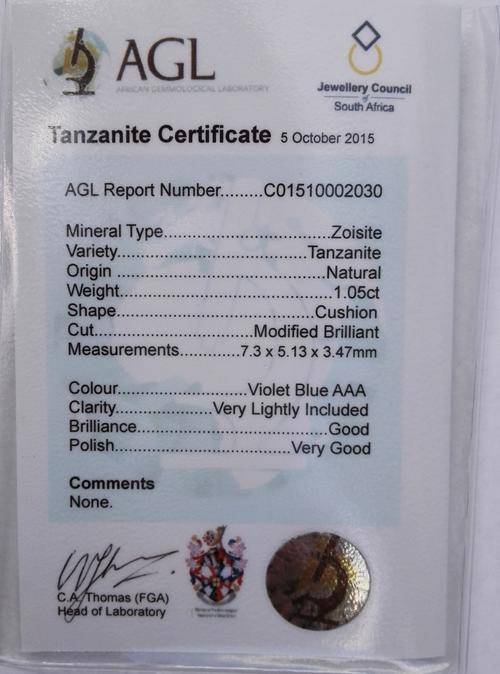 AGL
AFRICAN GEMMOLOGICAL LABORATORY
Jewellery Council
of
South Africa
Tanzanite Certificate 5 October 2015
AGL Report Number.........C01510002030
Mineral Type................................Zoisite
Variety....................................Tanzanite
Origin .......................................Natural
Weight........................................1.05ct
Shape.....................................Cushion
Cut..............................Modified Brilliant
Measurements............7.3 x 5.13 x 3.47mm
Colour.........................Violet Blue AAA
Clarity................Very Lightly Included
Brilliance....................................Good
Polish..................................Very Good
Comments
None.
C.A. Thomas (FGA)
Head of Laboratory